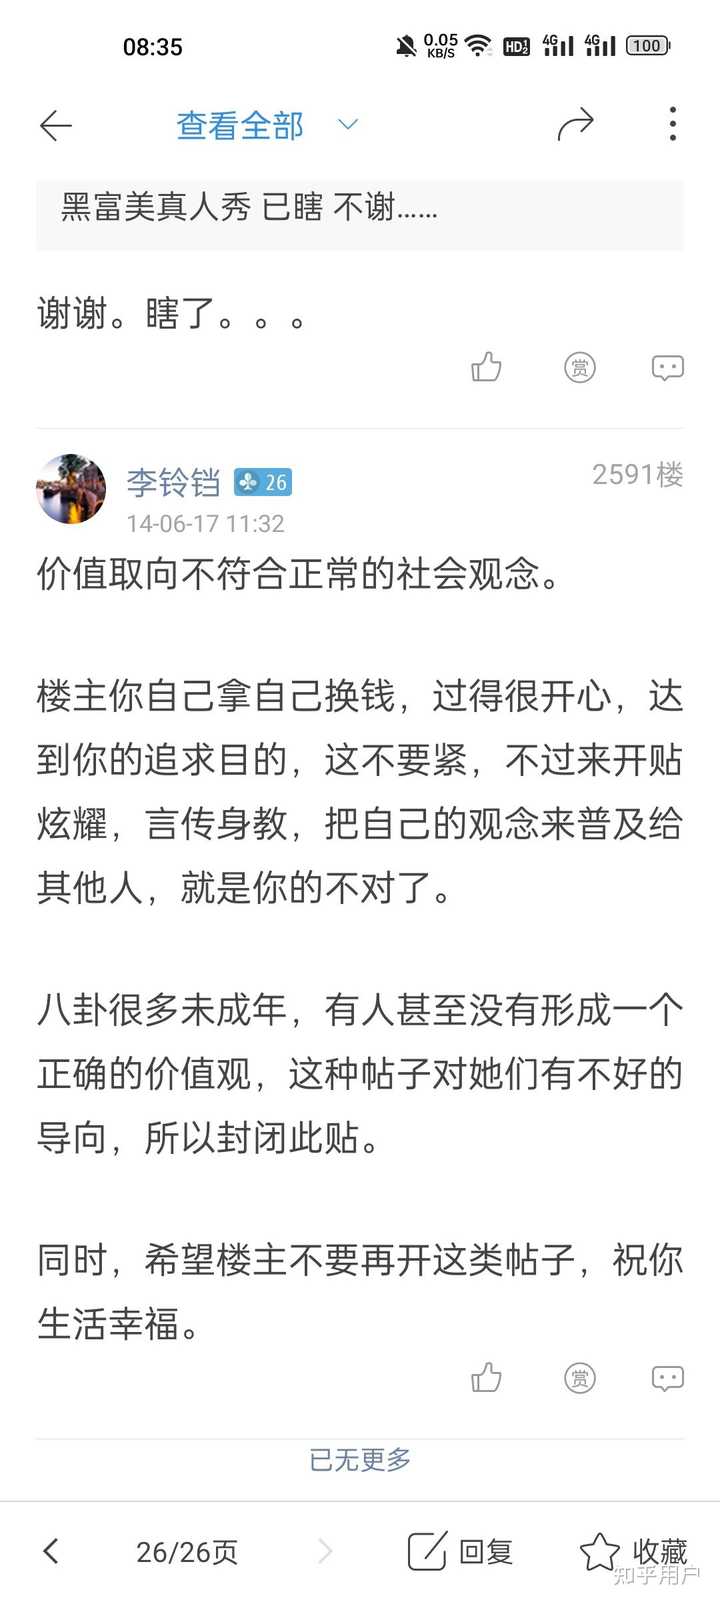 08:35
0.05
KB/S
HD1
2
4G
4G
100
查看全部
黑富美真人秀 已瞎 不谢......
谢谢。瞎了。。。
赏
李铃铛
26
2591楼
14-06-17 11:32
价值取向不符合正常的社会观念。
楼主你自己拿自己换钱，过得很开心，达
到你的追求目的，这不要紧，不过来开贴
炫耀，言传身教，把自己的观念来普及给
其他人，就是你的不对了。
八卦很多未成年，有人甚至没有形成一个
正确的价值观，这种帖子对她们有不好的
导向，所以封闭此贴。
同时，希望楼主不要再开这类帖子，祝你
生活幸福。
赏
已无更多
26/26页
回复
收藏
知乎用户